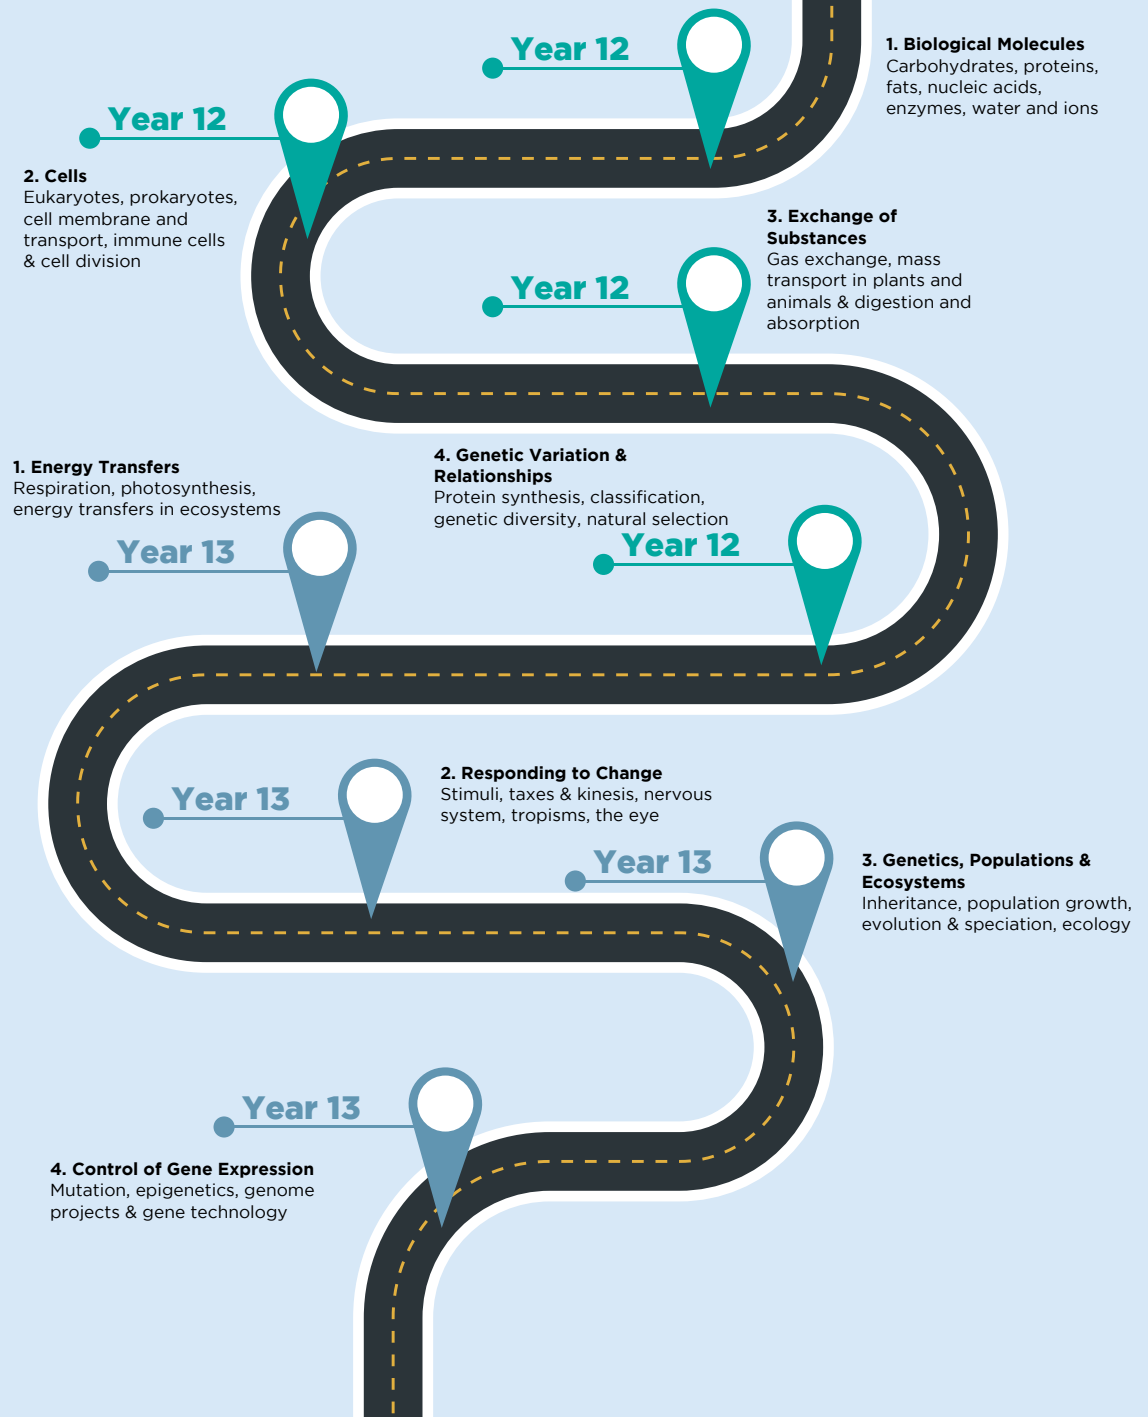 Year 12
1. Biological Molecules
Carbohydrates, proteins,
fats, nucleic acids,
enzymes, water and ions
Year 12
2. Cells
Eukaryotes, prokaryotes,
cell membrane and
transport, immune cells
& cell division
3. Exchange of
Substances
Gas exchange, mass
transport in plants and
animals & digestion and
absorption
Year 12
4. Genetic Variation &
Relationships
Protein synthesis, classification,
genetic diversity, natural selection
Year 12
1. Energy Transfers
Respiration, photosynthesis,
energy transfers in ecosystems
Year 13
Year 13
2. Responding to Change
Stimuli, taxes & kinesis, nervous
system, tropisms, the eye
Year 13
3. Genetics, Populations &
Ecosystems
Inheritance, population growth,
evolution & speciation, ecology
Year 13
4. Control of Gene Expression
Mutation, epigenetics, genome
projects & gene technology